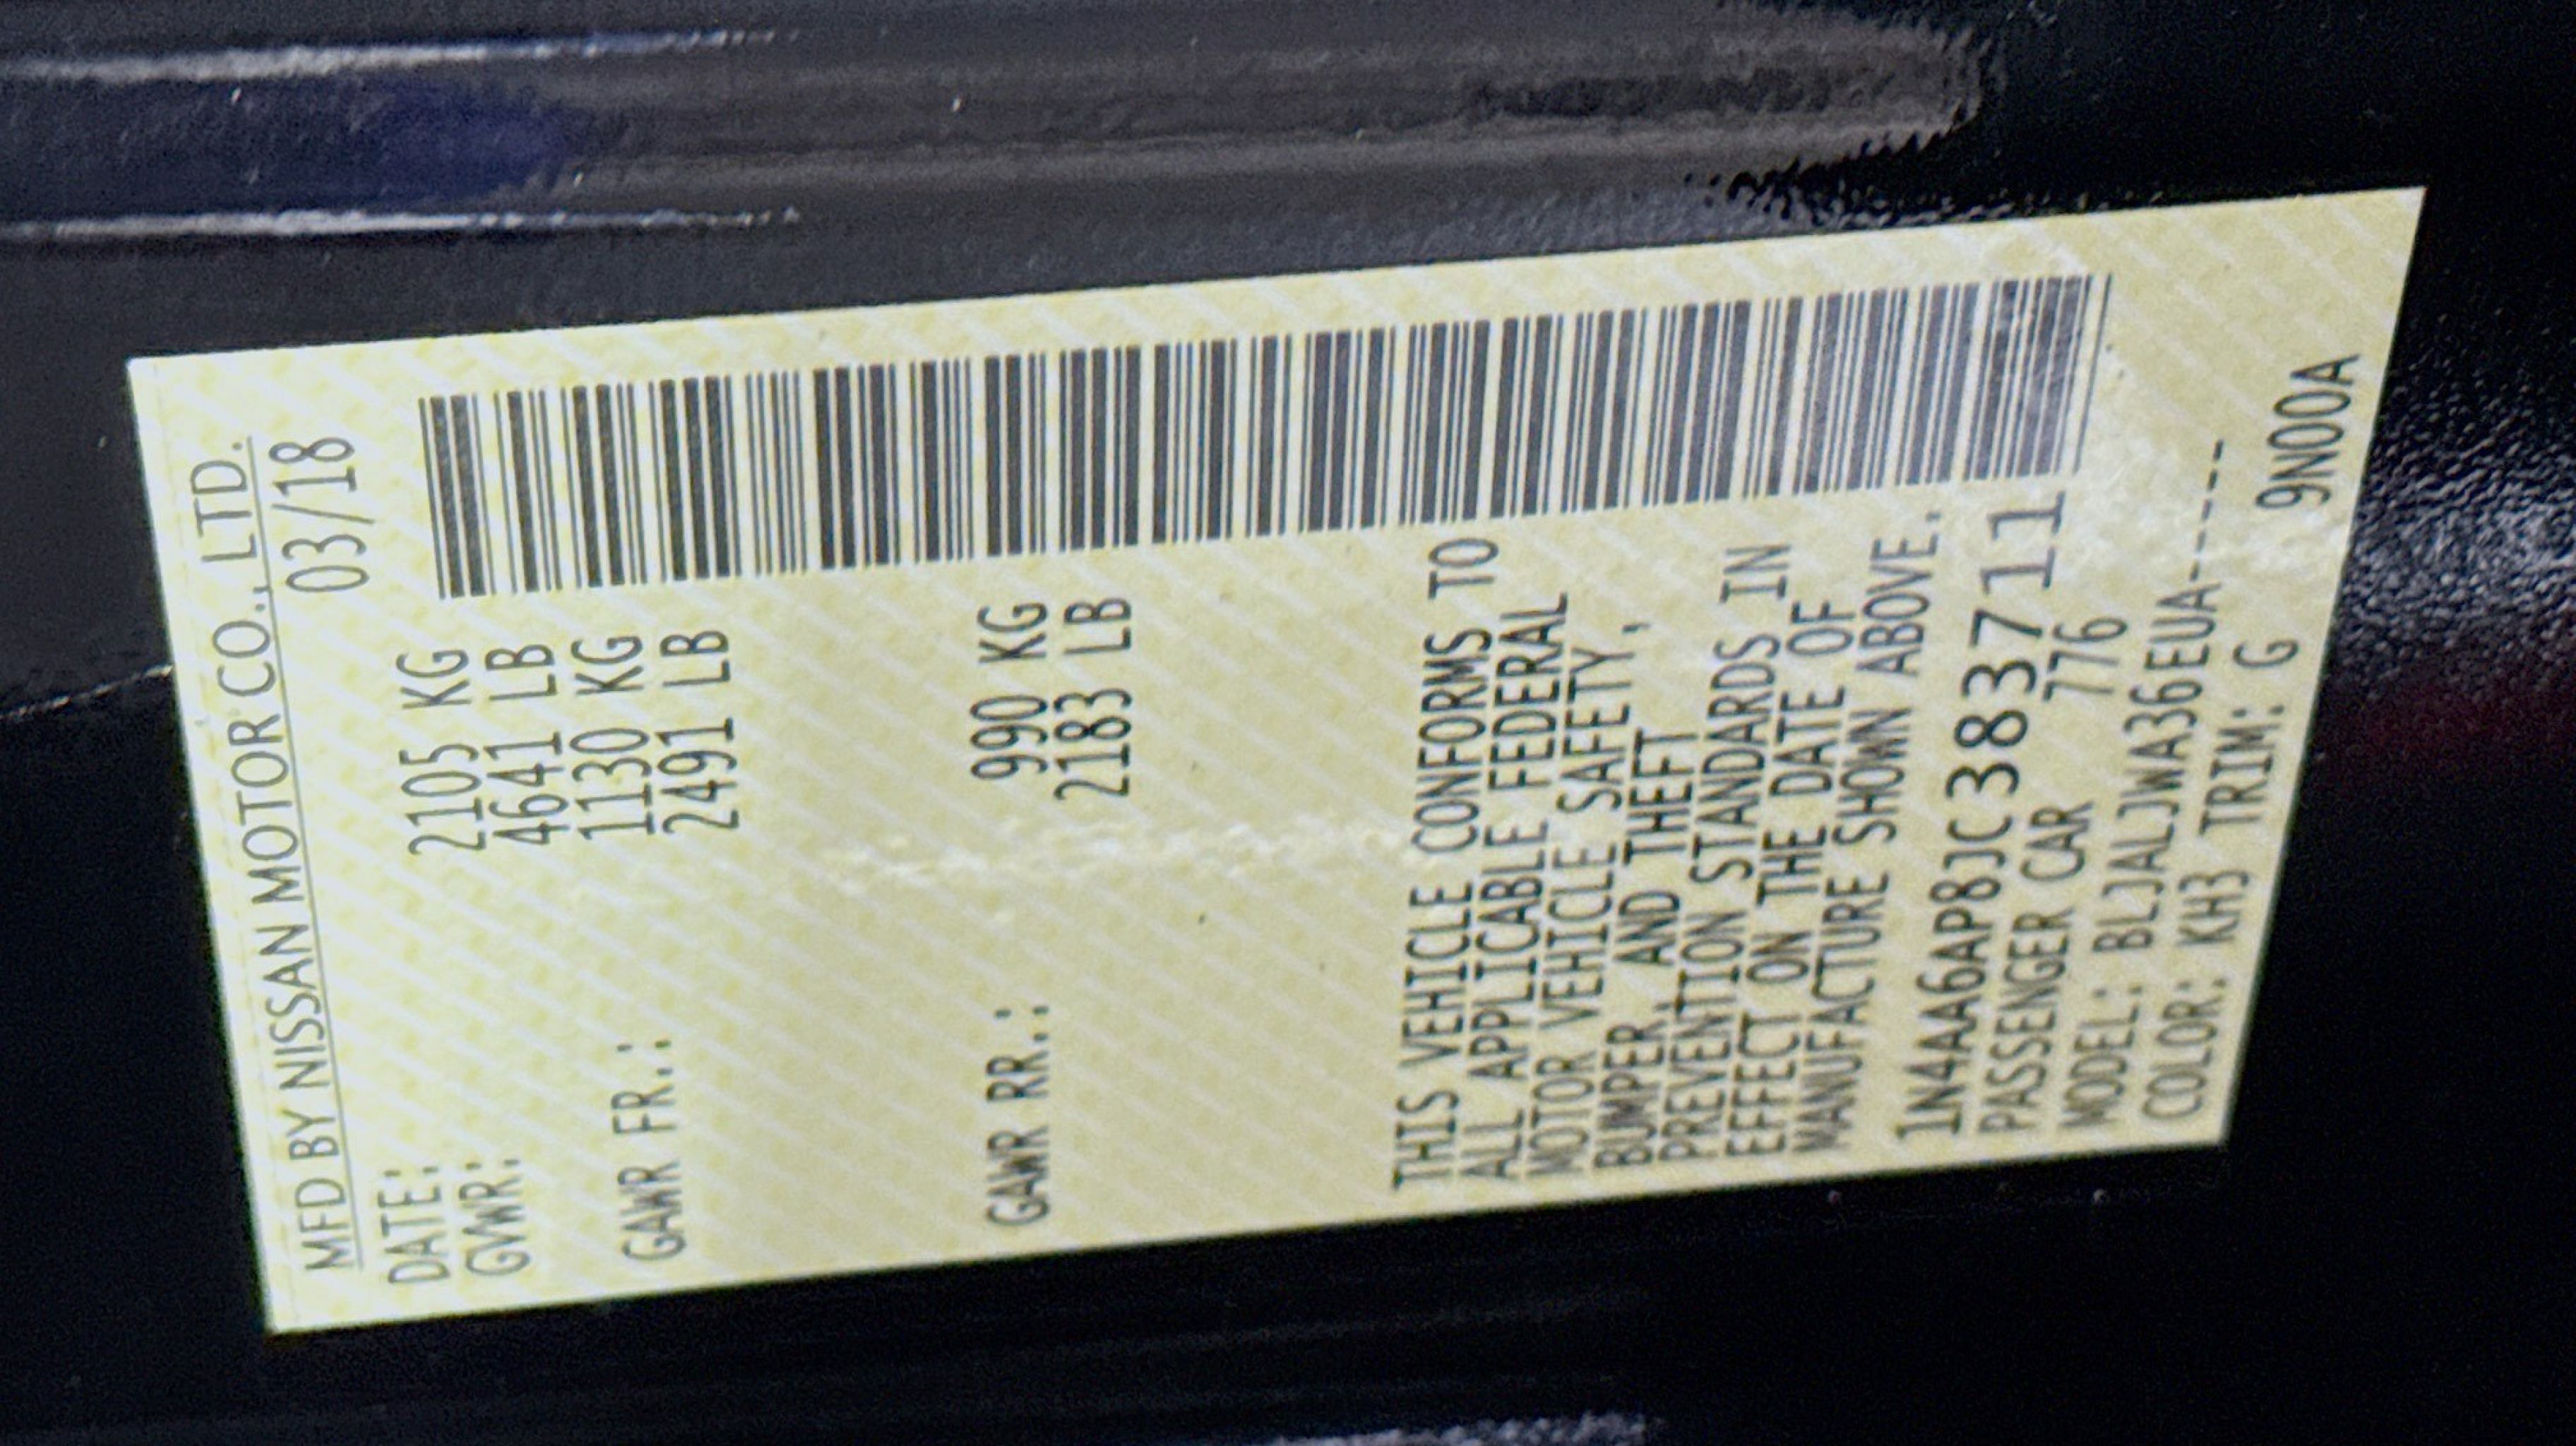 MFD BY NISSAN MOTOR CO., LTD.
DATE: 03/18
GVWR: 2105 KG
4641 LB
GAWR FR.: 1130 KG
2491 LB
GAWR RR.: 990 KG
2183 LB
THIS VEHICLE CONFORMS TO
ALL APPLICABLE FEDERAL
MOTOR VEHICLE SAFETY,
BUMPER, AND THEFT
PREVENTION STANDARDS IN
EFFECT ON THE DATE OF
MANUFACTURE SHOWN ABOVE.
1N4AA6AP8JC383711
PASSENGER CAR 776
MODEL: BLJALJWA36EUA-----
COLOR: KH3 TRIM: G 9N00A